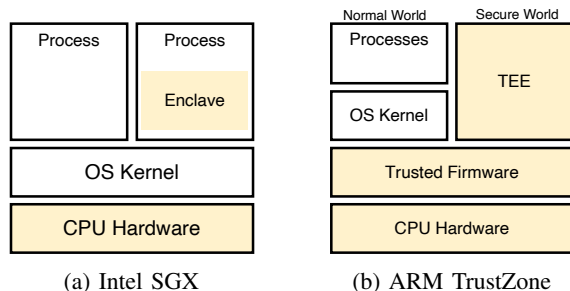 Process
Process
Enclave
OS Kernel
CPU Hardware
(a) Intel SGX
Normal World
Secure World
Processes
TEE
OS Kernel
Trusted Firmware
CPU Hardware
(b) ARM TrustZone